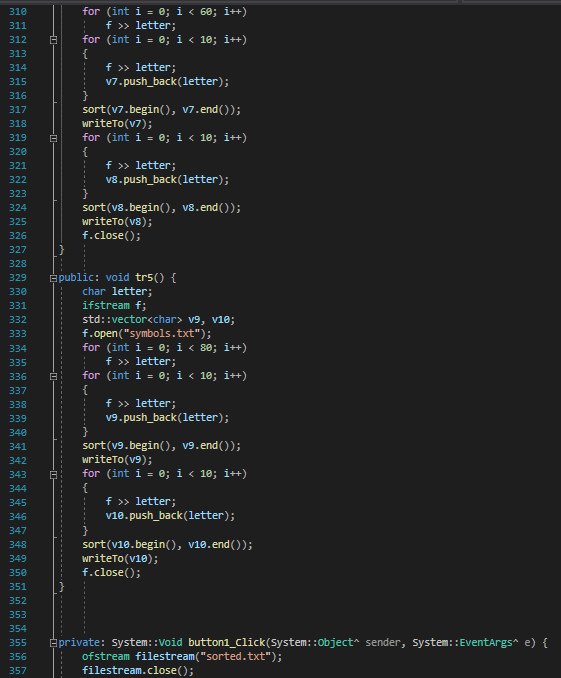 310 for (int i = 0; i < 60; i++)
311 f >> letter;
312 for (int i = 0; i < 10; i++)
313 {
314 f >> letter;
315 v7.push_back(letter);
316 }
317 sort(v7.begin(), v7.end());
318 writeTo(v7);
319 for (int i = 0; i < 10; i++)
320 {
321 f >> letter;
322 v8.push_back(letter);
323 }
324 sort(v8.begin(), v8.end());
325 writeTo(v8);
326 f.close();
327 }
328
329 public: void tr5() {
330 char letter;
331 ifstream f;
332 std::vector<char> v9, v10;
333 f.open("symbols.txt");
334 for (int i = 0; i < 80; i++)
335 f >> letter;
336 for (int i = 0; i < 10; i++)
337 {
338 f >> letter;
339 v9.push_back(letter);
340 }
341 sort(v9.begin(), v9.end());
342 writeTo(v9);
343 for (int i = 0; i < 10; i++)
344 {
345 f >> letter;
346 v10.push_back(letter);
347 }
348 sort(v10.begin(), v10.end());
349 writeTo(v10);
350 f.close();
351 }
352
353
354
355 private: System::Void button1_Click(System::Object^ sender, System::EventArgs^ e) {
356 ofstream filestream("sorted.txt");
357 filestream.close();